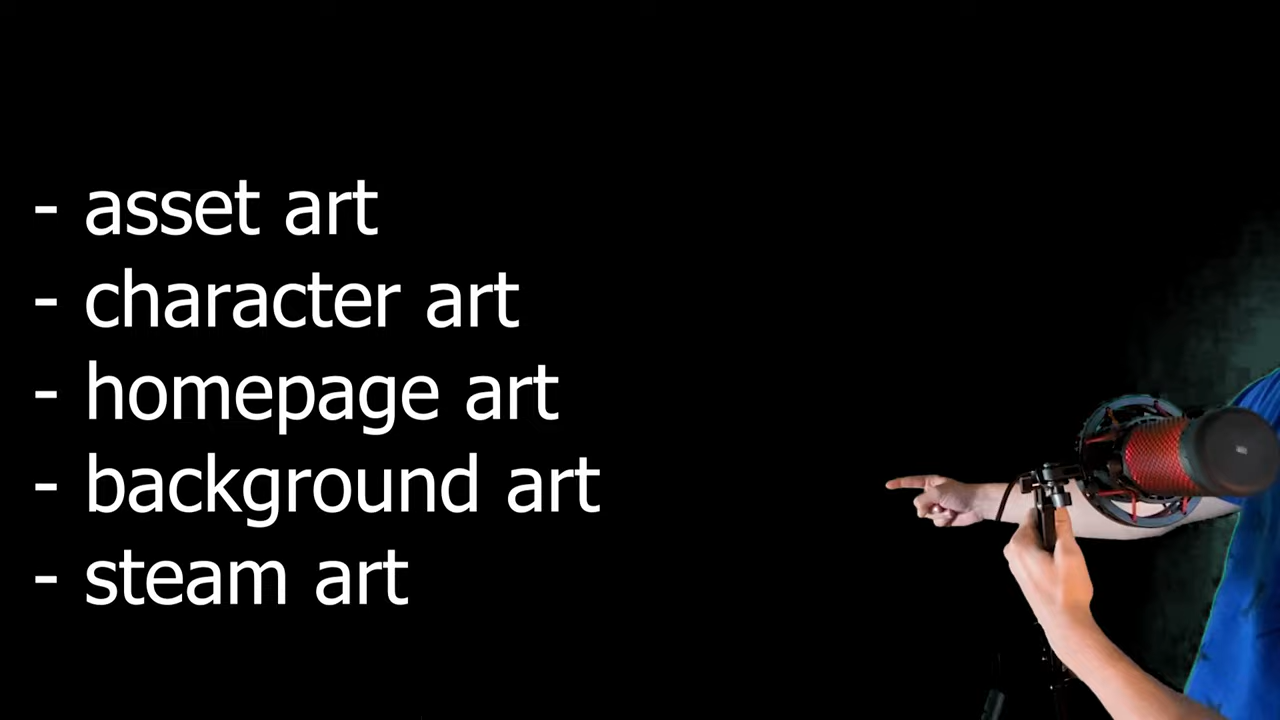 - asset art
- character art
- homepage art
- background art
- steam art